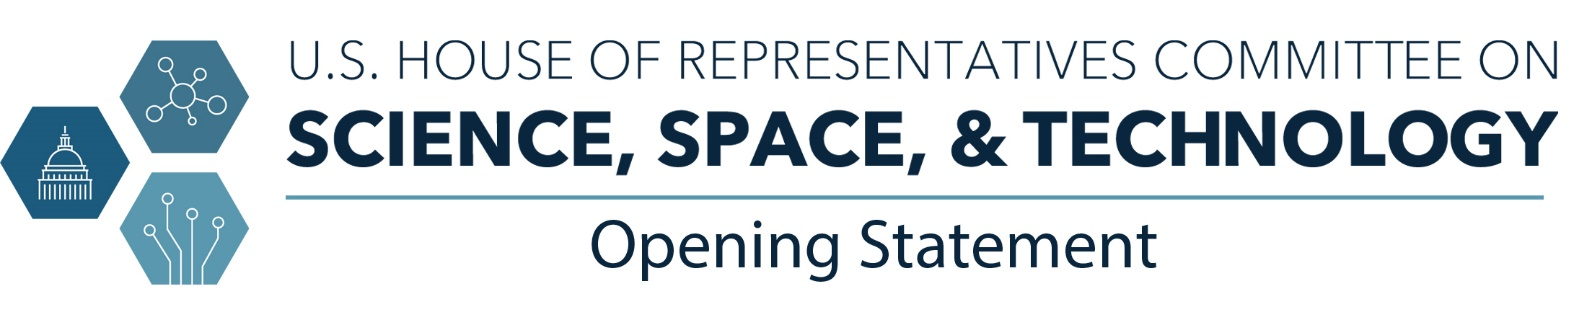 U.S. HOUSE OF REPRESENTATIVES COMMITTEE ON
SCIENCE, SPACE, & TECHNOLOGY
Opening Statement